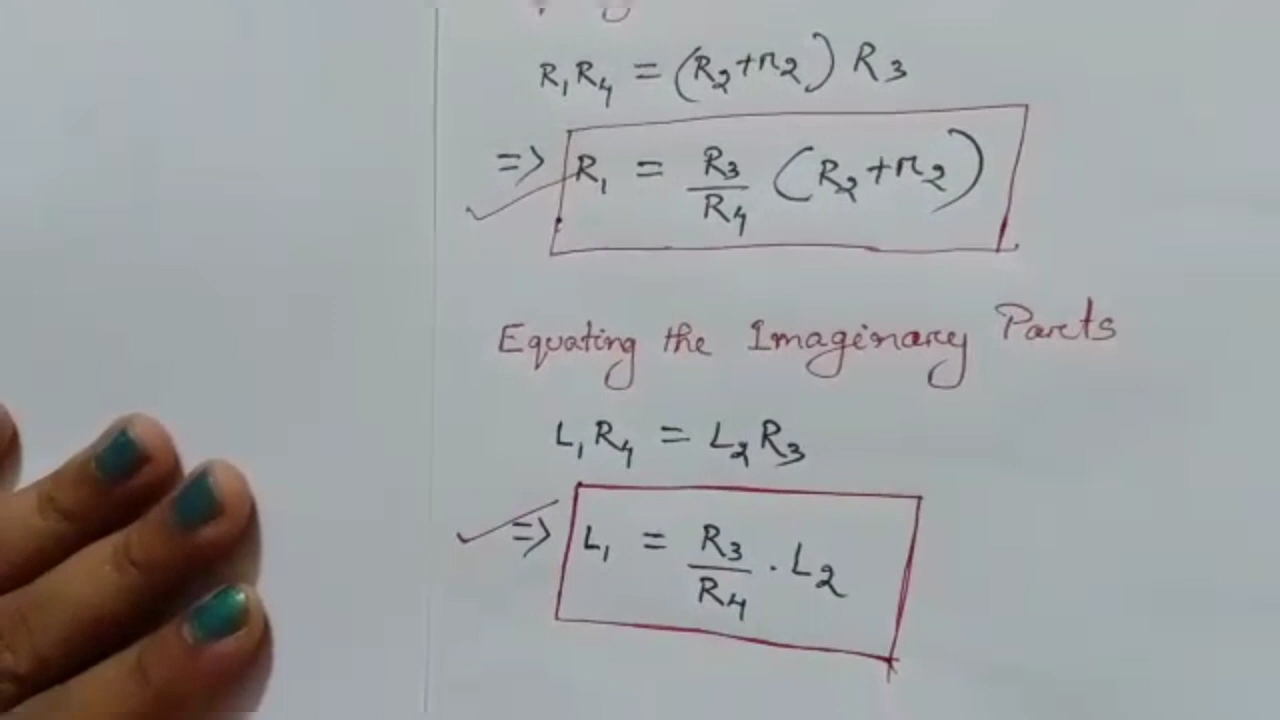 R₁R₄ = (R₂+r₂) R₃
=> R₁ = R₃/R₄ (R₂+r₂)
Equating the Imaginary Parts
L₁R₄ = L₂R₃
=> L₁ = R₃/R₄ . L₂